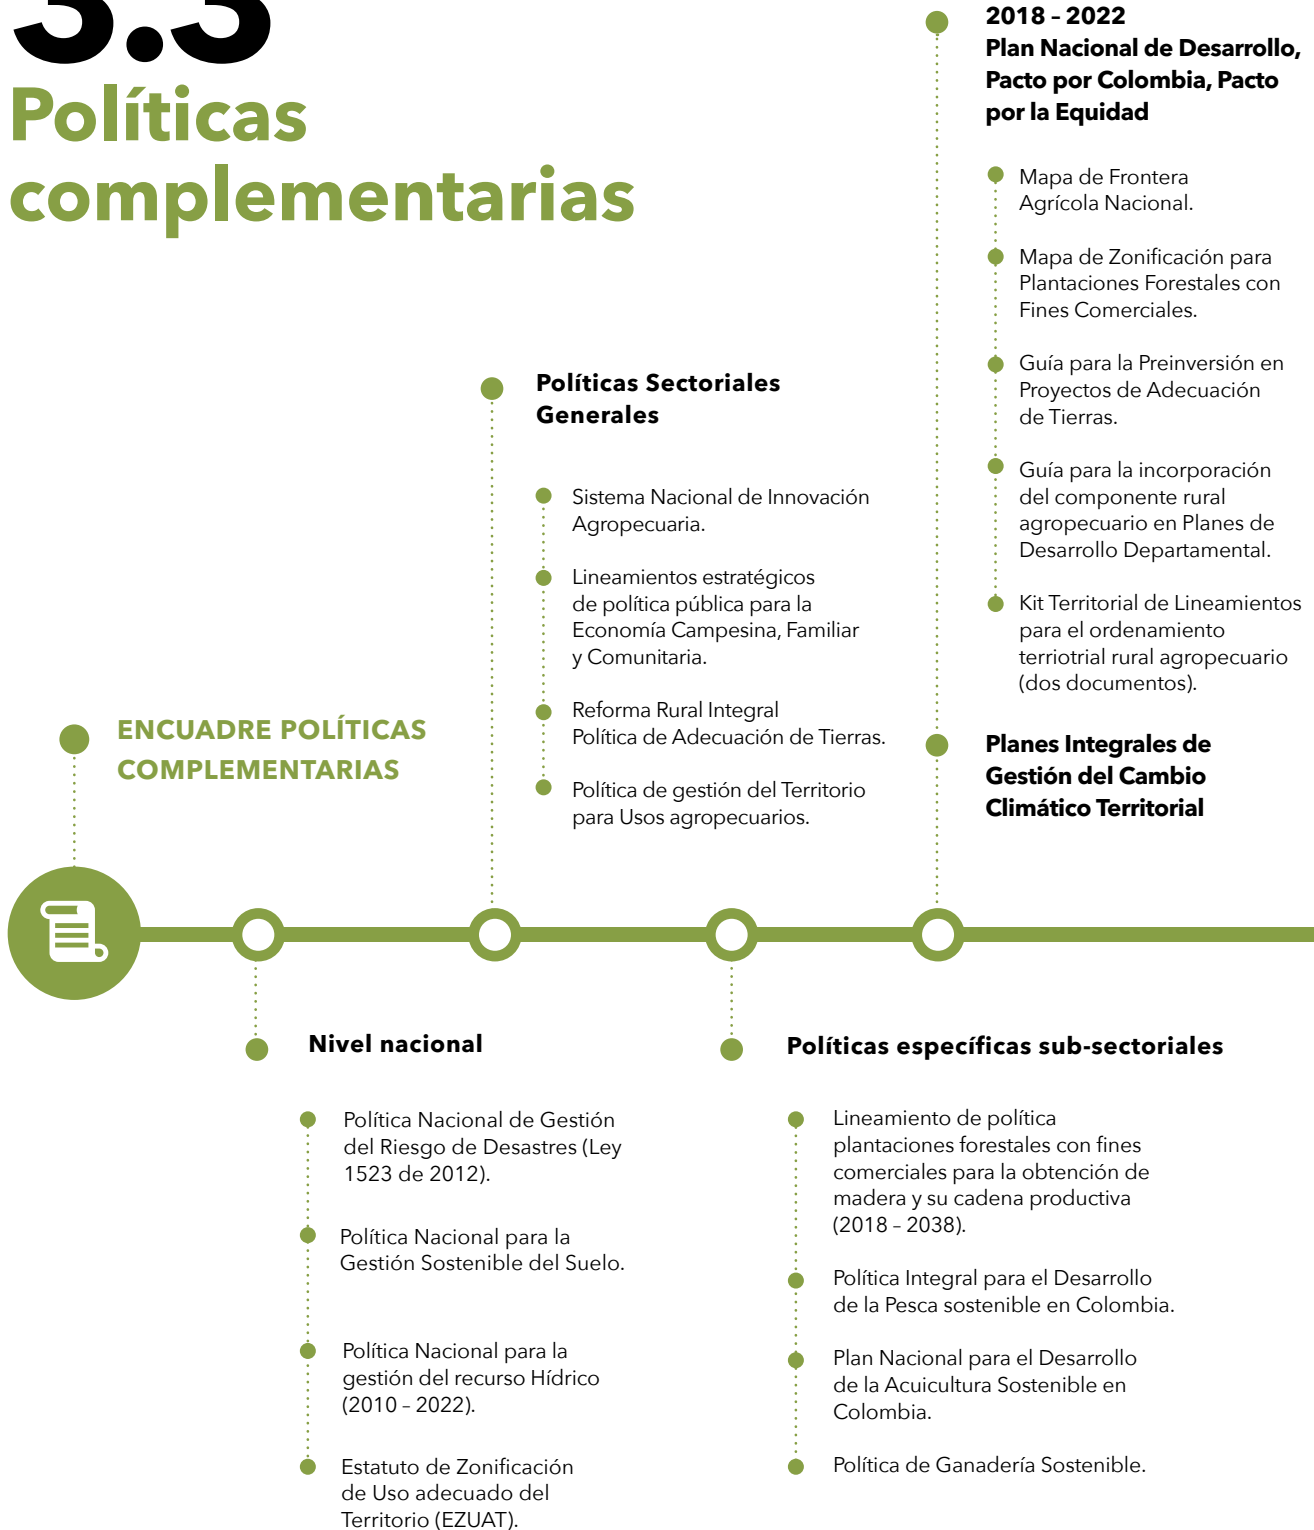 3.3
Políticas
complementarias
ENCUADRE POLÍTICAS
COMPLEMENTARIAS
Nivel nacional
Política Nacional de Gestión
del Riesgo de Desastres (Ley
1523 de 2012).
Política Nacional para la
Gestión Sostenible del Suelo.
Política Nacional para la
gestión del recurso Hídrico
(2010 – 2022).
Estatuto de Zonificación
de Uso adecuado del
Territorio (EZUAT).
Políticas Sectoriales
Generales
Sistema Nacional de Innovación
Agropecuaria.
Lineamientos estratégicos
de política pública para la
Economía Campesina, Familiar
y Comunitaria.
Reforma Rural Integral
Política de Adecuación de Tierras.
Política de gestión del Territorio
para Usos agropecuarios.
Políticas específicas sub-sectoriales
Lineamiento de política
plantaciones forestales con fines
comerciales para la obtención de
madera y su cadena productiva
(2018 – 2038).
Política Integral para el Desarrollo
de la Pesca sostenible en Colombia.
Plan Nacional para el Desarrollo
de la Acuicultura Sostenible en
Colombia.
Política de Ganadería Sostenible.
2018 – 2022
Plan Nacional de Desarrollo,
Pacto por Colombia, Pacto
por la Equidad
Mapa de Frontera
Agrícola Nacional.
Mapa de Zonificación para
Plantaciones Forestales con
Fines Comerciales.
Guía para la Preinversión en
Proyectos de Adecuación
de Tierras.
Guía para la incorporación
del componente rural
agropecuario en Planes de
Desarrollo Departamental.
Kit Territorial de Lineamientos
para el ordenamiento
terriotrial rural agropecuario
(dos documentos).
Planes Integrales de
Gestión del Cambio
Climático Territorial